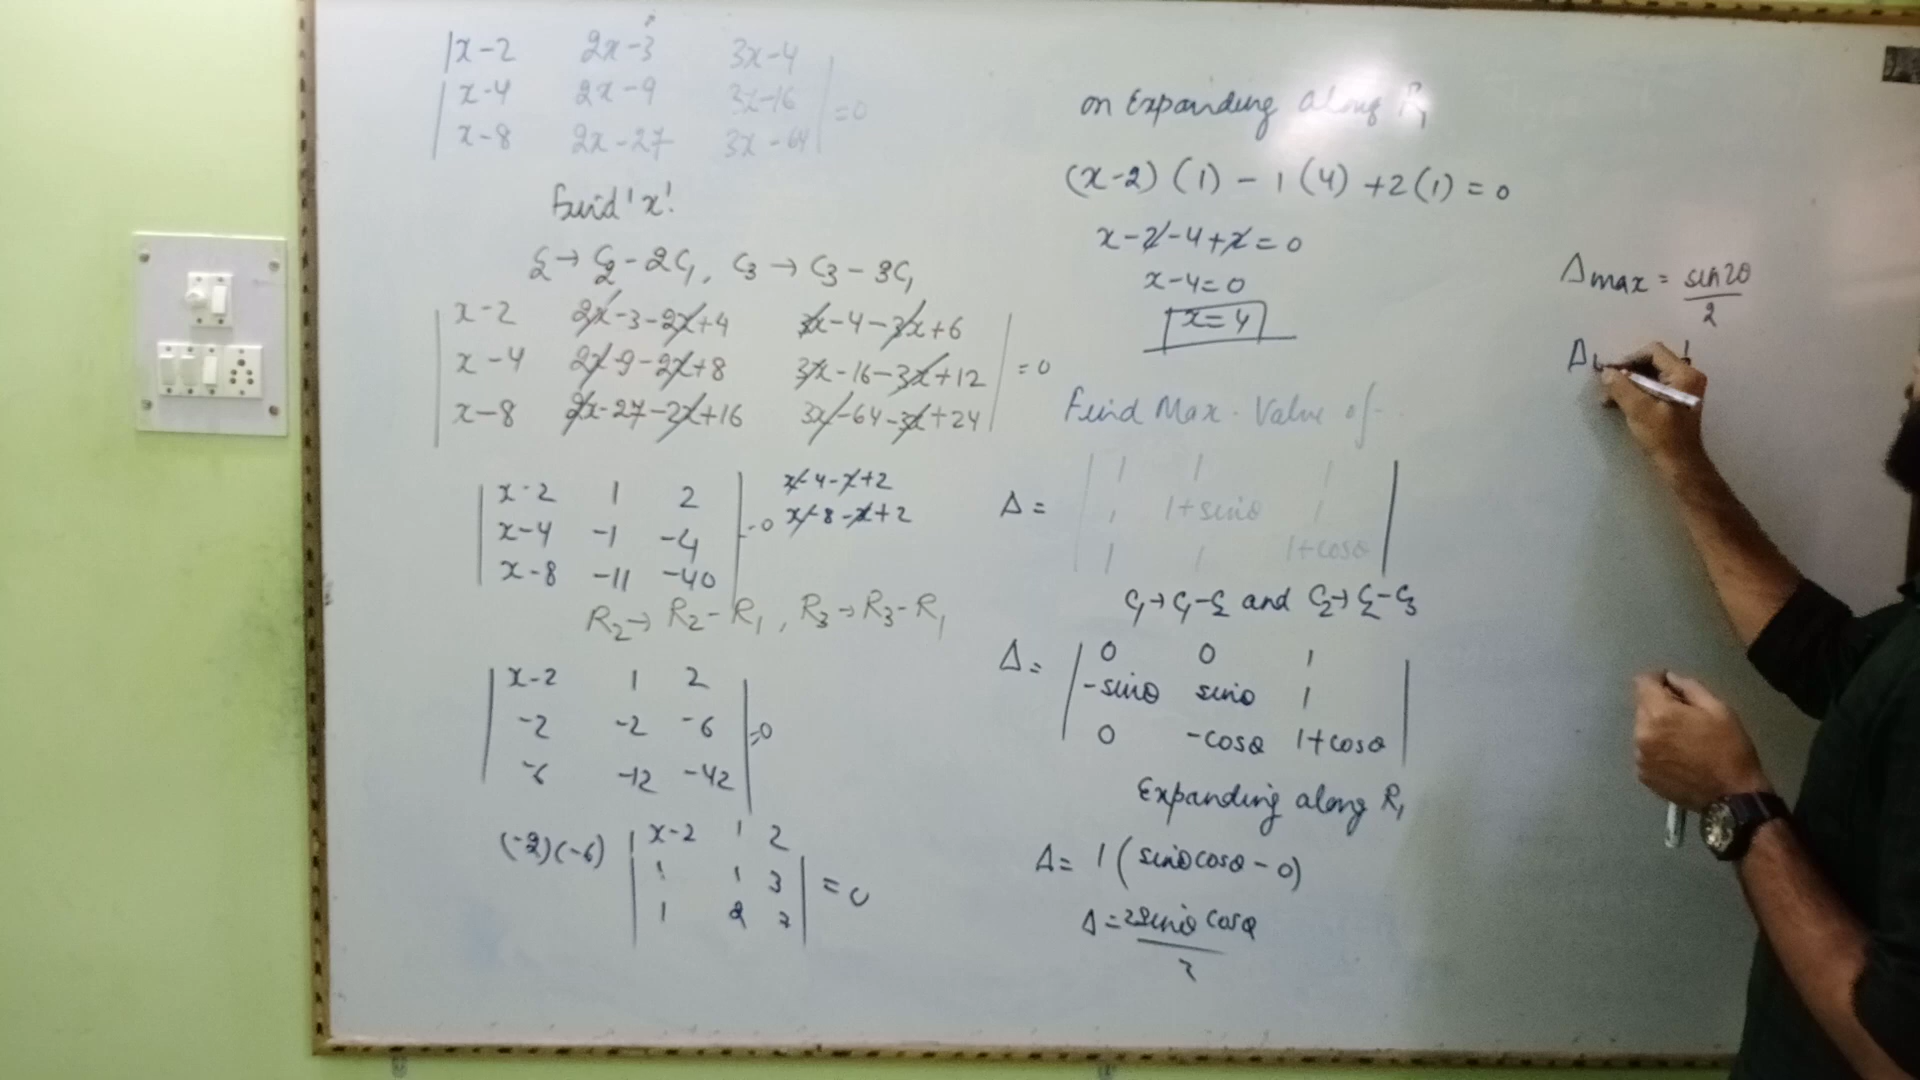 |x-2 2x-3 3x-4|
|x-4 2x-9 3x-16| =0
|x-8 2x-27 3x-64|
Find 'x'.
C2 → C2 - 2C1, C3 → C3 - 3C1
|x-2 2x-3-2x+4 3x-4-3x+6|
|x-4 2x-9-2x+8 3x-16-3x+12| =0
|x-8 2x-27-2x+16 3x-64-3x+24|
|x-2 1 2|
|x-4 -1 -4| =0
|x-8 -11 -40|
x-4-x+2
x-8-x+2
R2→ R2-R1, R3→R3-R1
|x-2 1 2|
|-2 -2 -6| =0
|-6 -12 -42|
(-2)(-6) |x-2 1 2|
|1 1 3| =0
|1 2 7|
on Expanding along R1
(x-2)(1) - 1(4) +2(1) = 0
x-2-4+2=0
x-4=0
x=4
Find Max. Value of
Δ = |1 1 1|
|1 1+sinθ 1|
|1 1 1+cosθ|
C1→C1-C2 and C2→C2-C3
Δ= |0 0 1|
|-sinθ sinθ 1|
|0 -cosθ 1+cosθ|
Expanding along R1
Δ= 1(sinθcosθ-0)
Δ=2sinθcosθ/2
Δmax = sin2θ/2